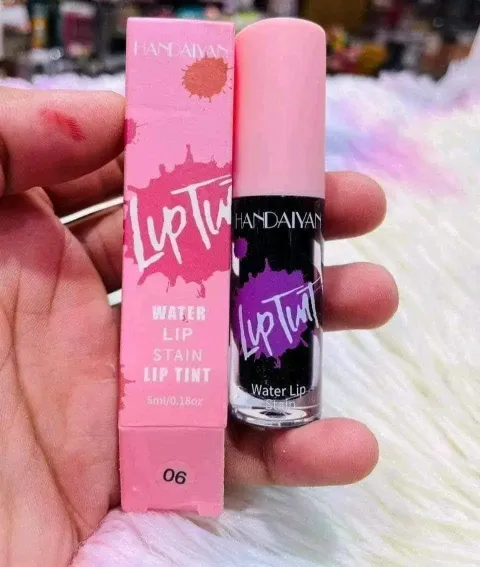 HANDAIYAN
Lip Tint
WATER
LIP
STAIN
LIP TINT
5ml/0.18oz
06
HANDAIYAN
Lip Tint
Water Lip
Stain